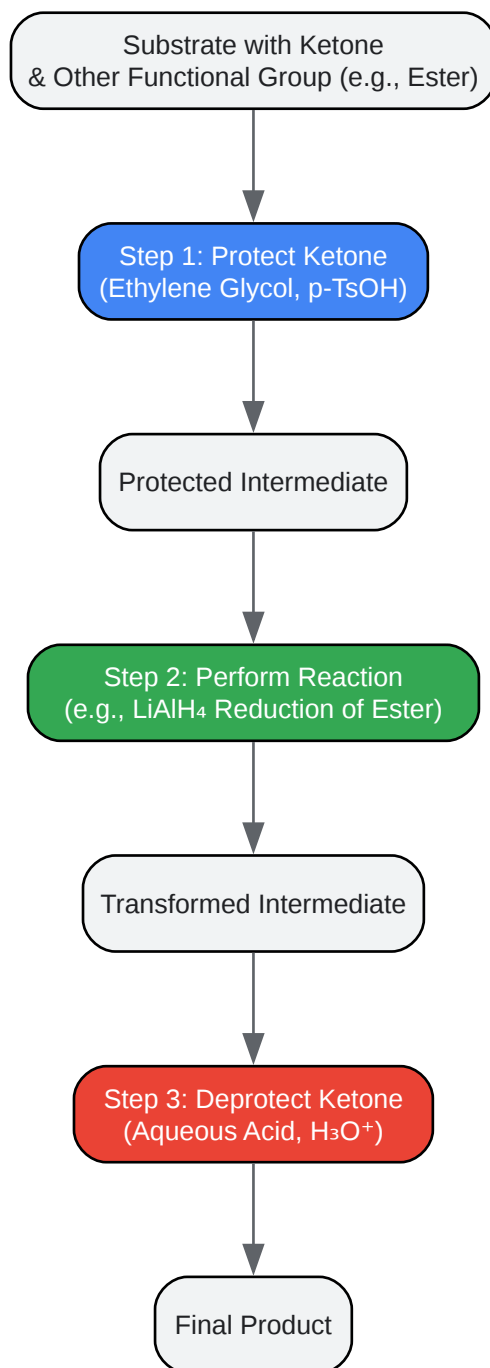 Substrate with Ketone
& Other Functional Group (e.g., Ester)
Step 1: Protect Ketone
(Ethylene Glycol, p-TsOH)
Protected Intermediate
Step 2: Perform Reaction
(e.g., LiAlH₄ Reduction of Ester)
Transformed Intermediate
Step 3: Deprotect Ketone
(Aqueous Acid, H₃O⁺)
Final Product